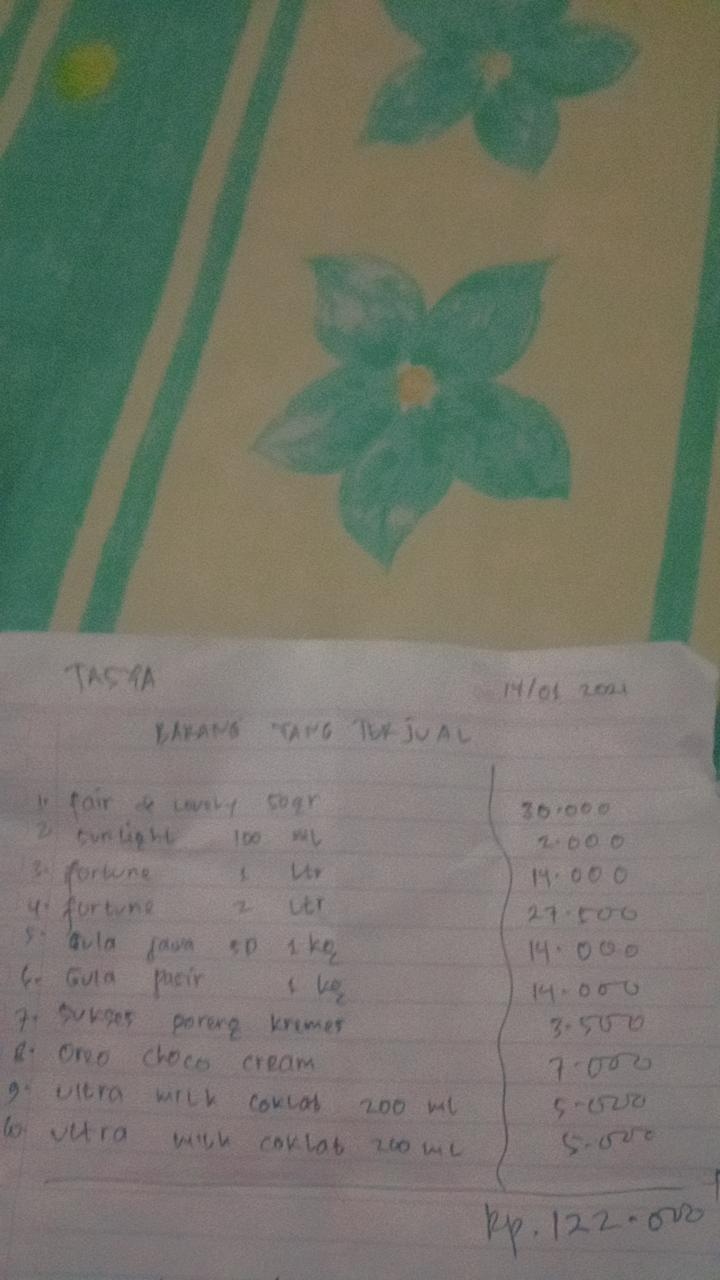 TASYA 14/01 2021
BARANG YANG TERJUAL
1. Fair & Lovely 50gr 30.000
2. Sunlight 100 ml 2.000
3. fortune 1 Ltr 14.000
4. fortune 2 Ltr 27.500
5. Gula Jawa SD 1 kg 14.000
6. Gula pasir 1 kg 14.000
7. Sukses goreng kremes 3.500
8. Oreo choco cream 7.000
9. Ultra milk coklat 200 ml 5.000
10. Ultra milk coklat 200 ml 5.000
Rp. 122.000